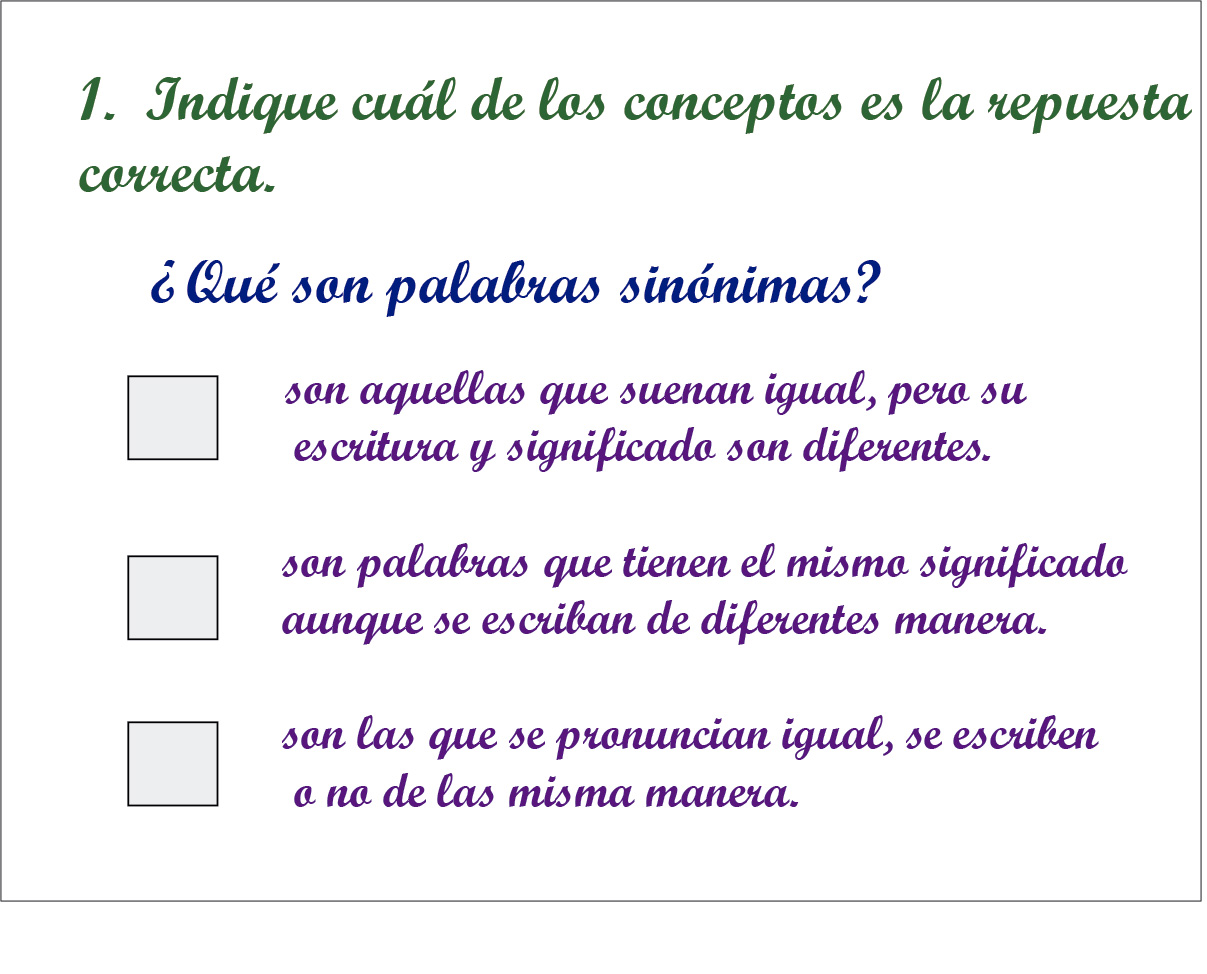 1. Indique cuál de los conceptos es la repuesta
correcta.
¿Qué son palabras sinónimas?
son aquellas que suenan igual, pero su
escritura y significado son diferentes.
son palabras que tienen el mismo significado
aunque se escriban de diferentes manera.
son las que se pronuncian igual, se escriben
o no de las misma manera.